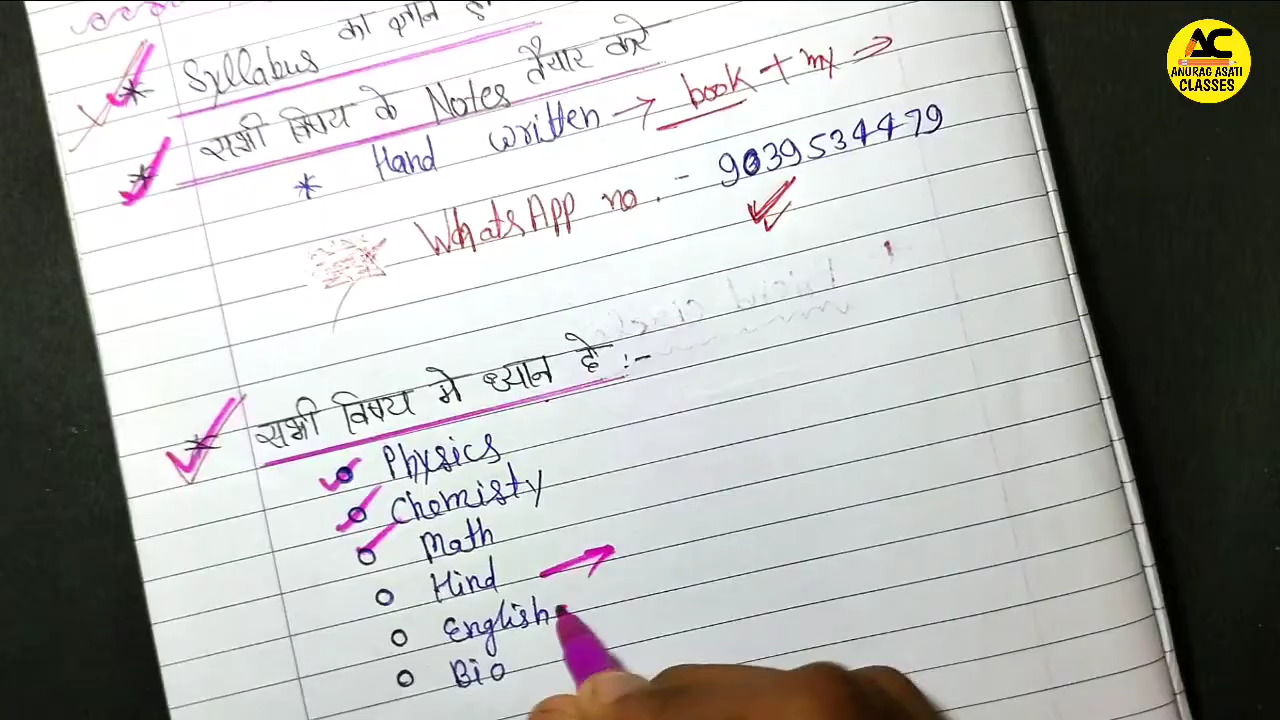 Syllabus का ज्ञान
AC
ANURAG ASATI
CLASSES
* सभी विषय के Notes तैयार करे
* Hand written → book + my ⇒
WhatsApp no. - 9039534479
* सभी विषय मे ध्यान दे :-
Physics
Chemisty
Math
Hind
English
Bio